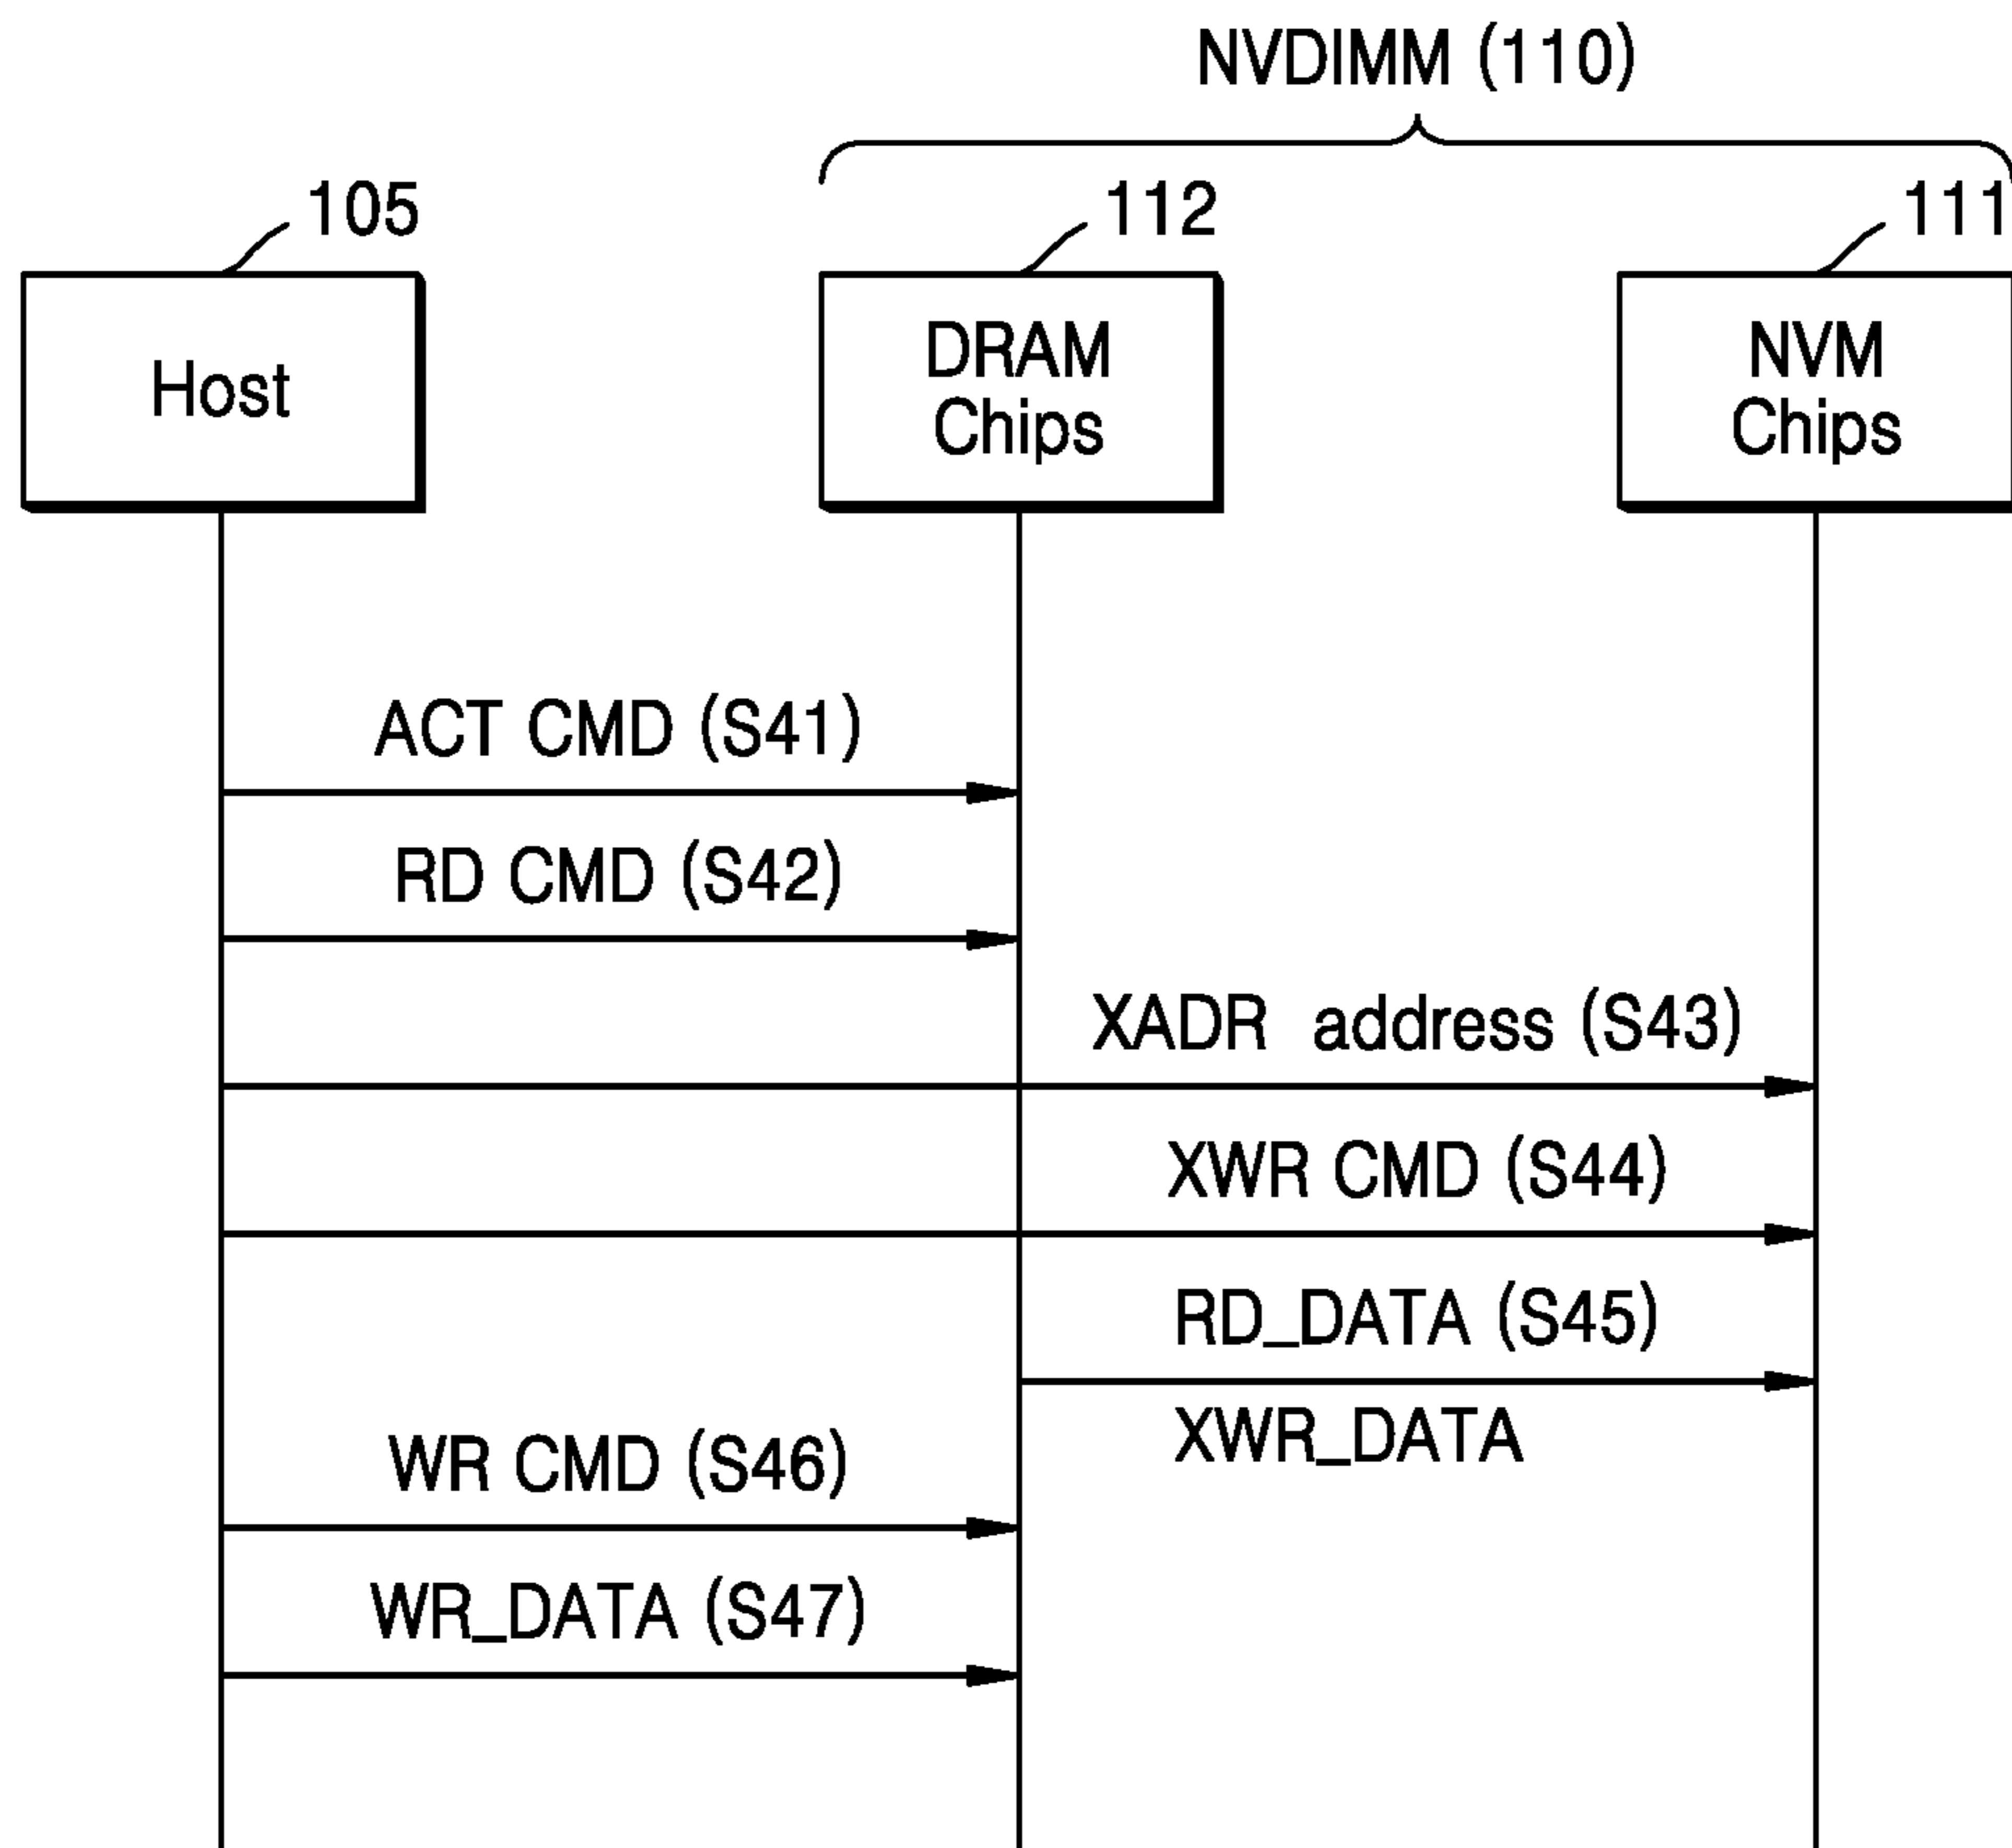 NVDIMM (110)
105
112
111
Host
DRAM
Chips
NVM
Chips
ACT CMD (S41)
RD CMD (S42)
XADR address (S43)
XWR CMD (S44)
RD_DATA (S45)
XWR_DATA
WR CMD (S46)
WR_DATA (S47)